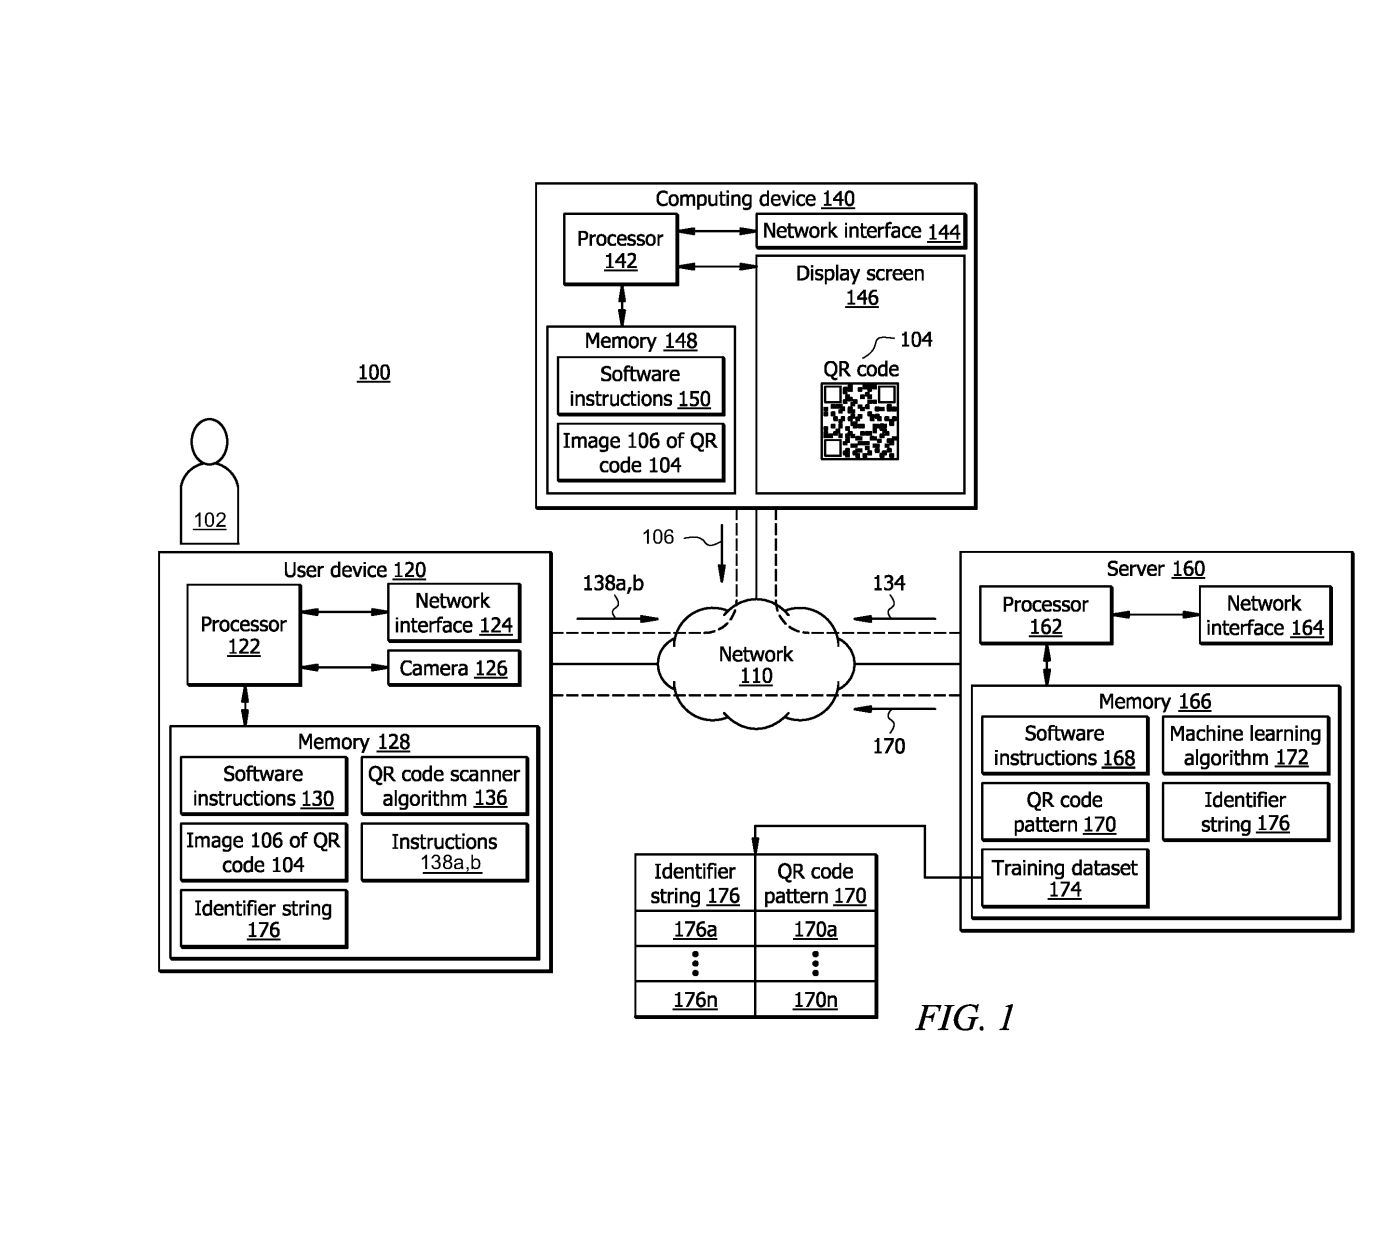 Computing device 140
Processor
142
Network interface 144
Display screen
146
104
QR code
Memory 148
Software
instructions 150
Image 106 of QR
code 104
100
102
106
User device 120
Processor
122
Network
interface 124
Camera 126
Memory 128
Software
instructions 130
QR code scanner
algorithm 136
Image 106 of QR
code 104
Instructions
138a,b
Identifier string
176
138a,b
134
Network
110
170
Server 160
Processor
162
Network
interface 164
Memory 166
Software
instructions 168
Machine learning
algorithm 172
QR code
pattern 170
Identifier
string 176
Training dataset
174
Identifier
string 176
QR code
pattern 170
176a
170a
176n
170n
FIG. 1